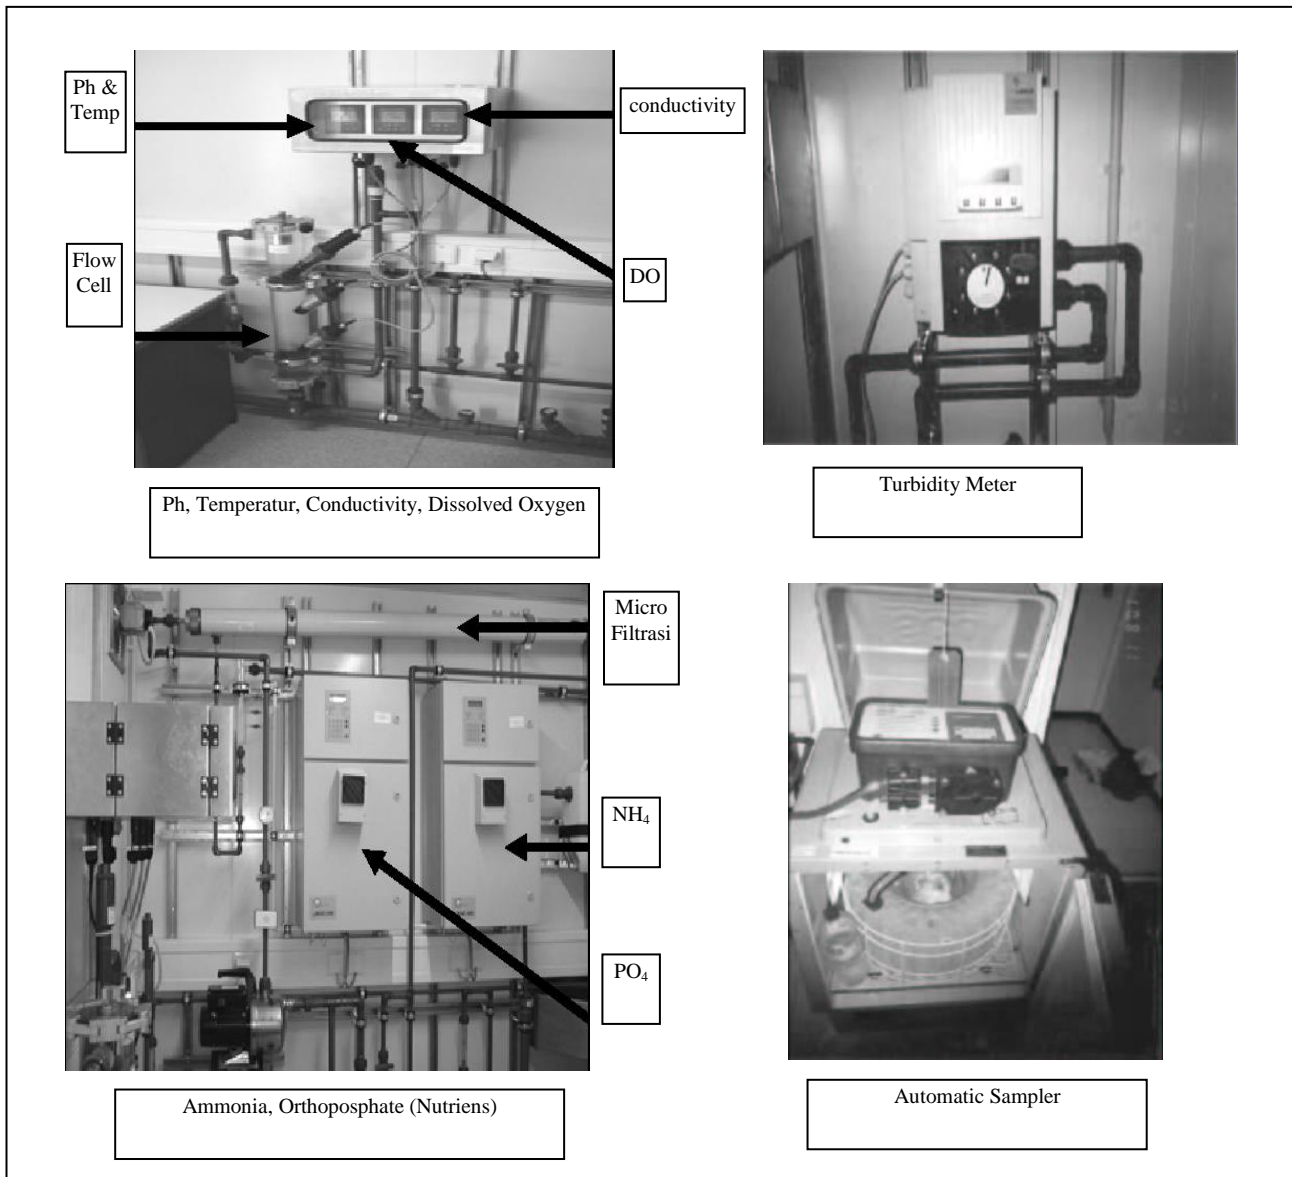 Ph &
Temp
conductivity
Flow
Cell
DO
Ph, Temperatur, Conductivity, Dissolved Oxygen
Turbidity Meter
Micro
Filtrasi
NH₄
PO₄
Ammonia, Orthoposphate (Nutriens)
Automatic Sampler